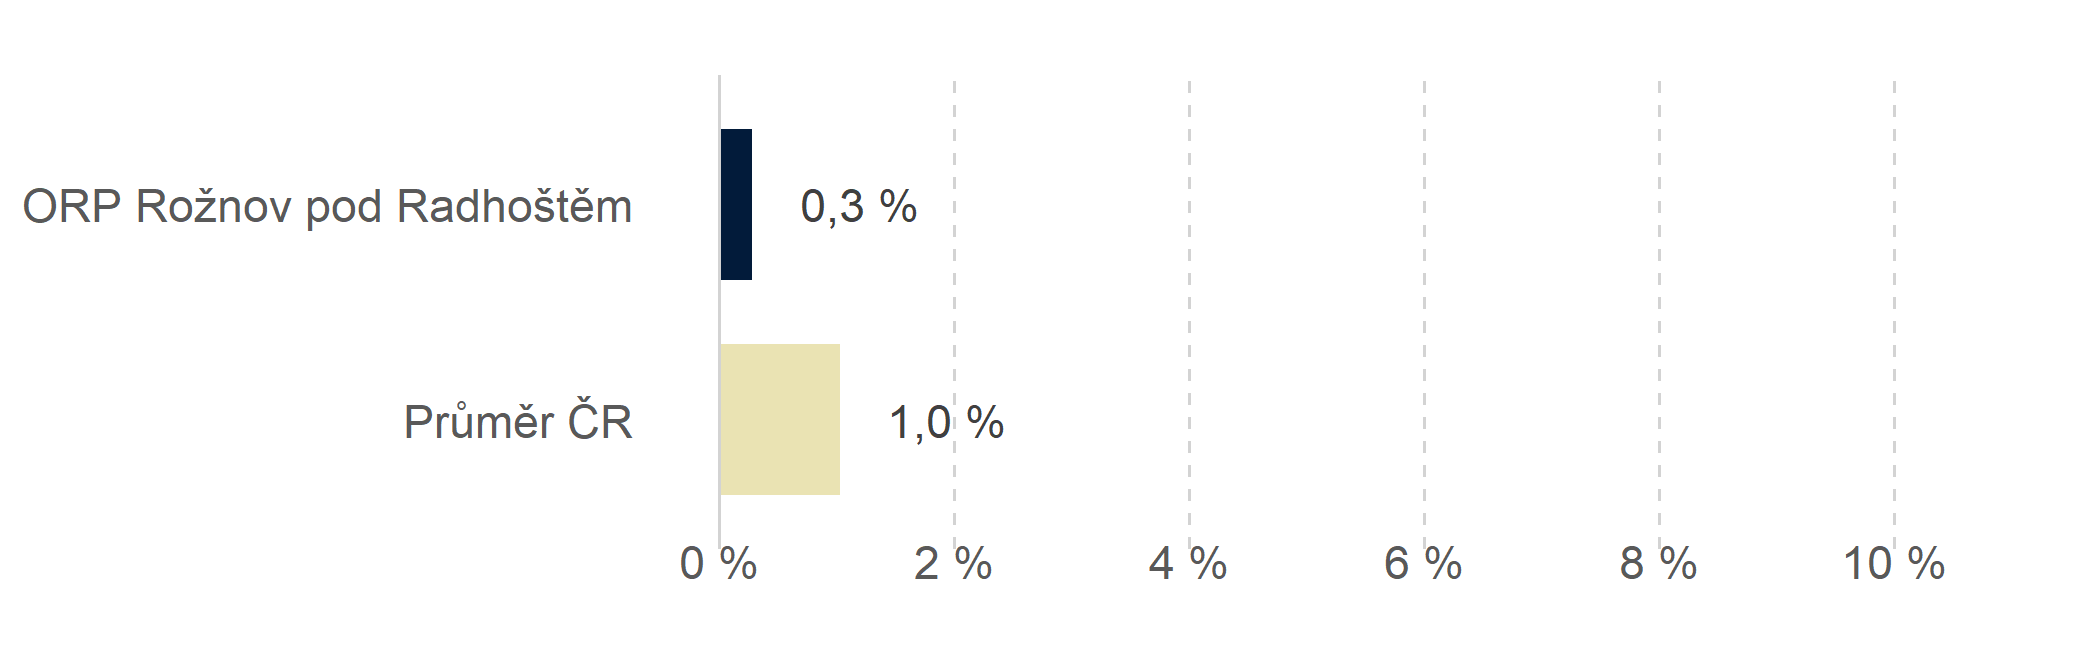 ORP Rožnov pod Radhoštěm 0,3 %
Průměr ČR 1,0 %
0 % 2 % 4 % 6 % 8 % 10 %